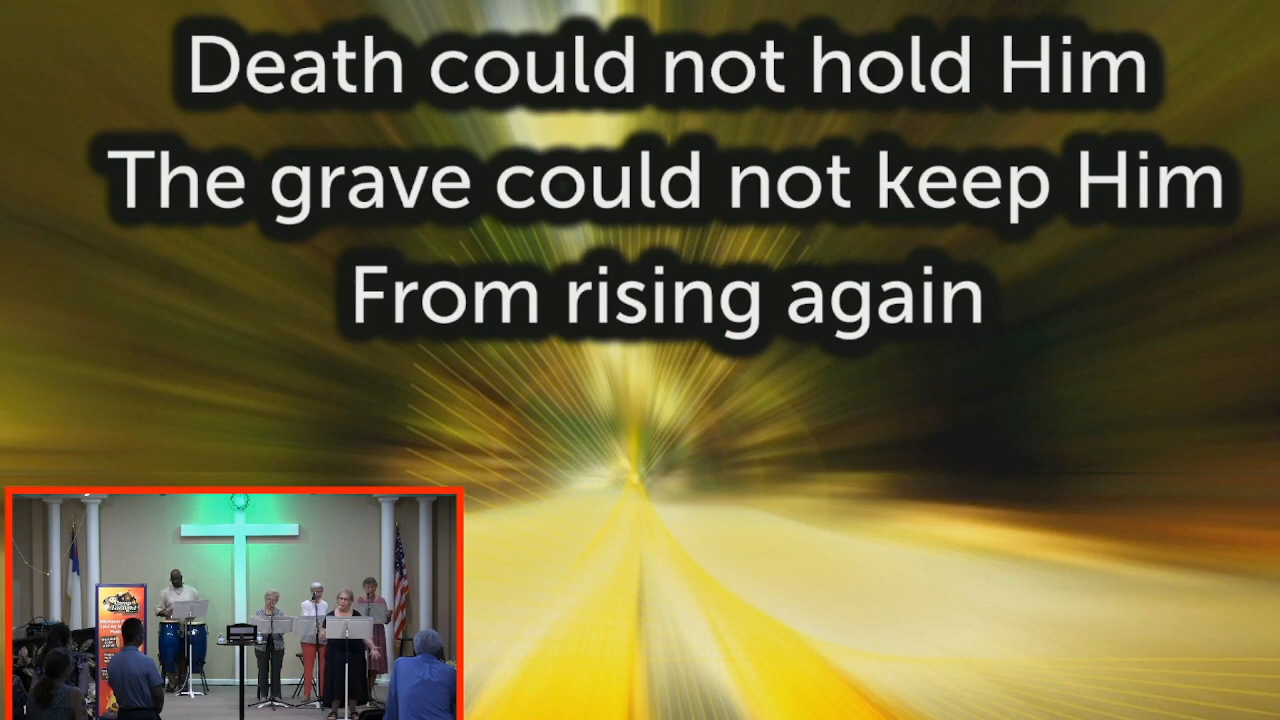 Death could not hold Him
The grave could not keep Him
From rising again